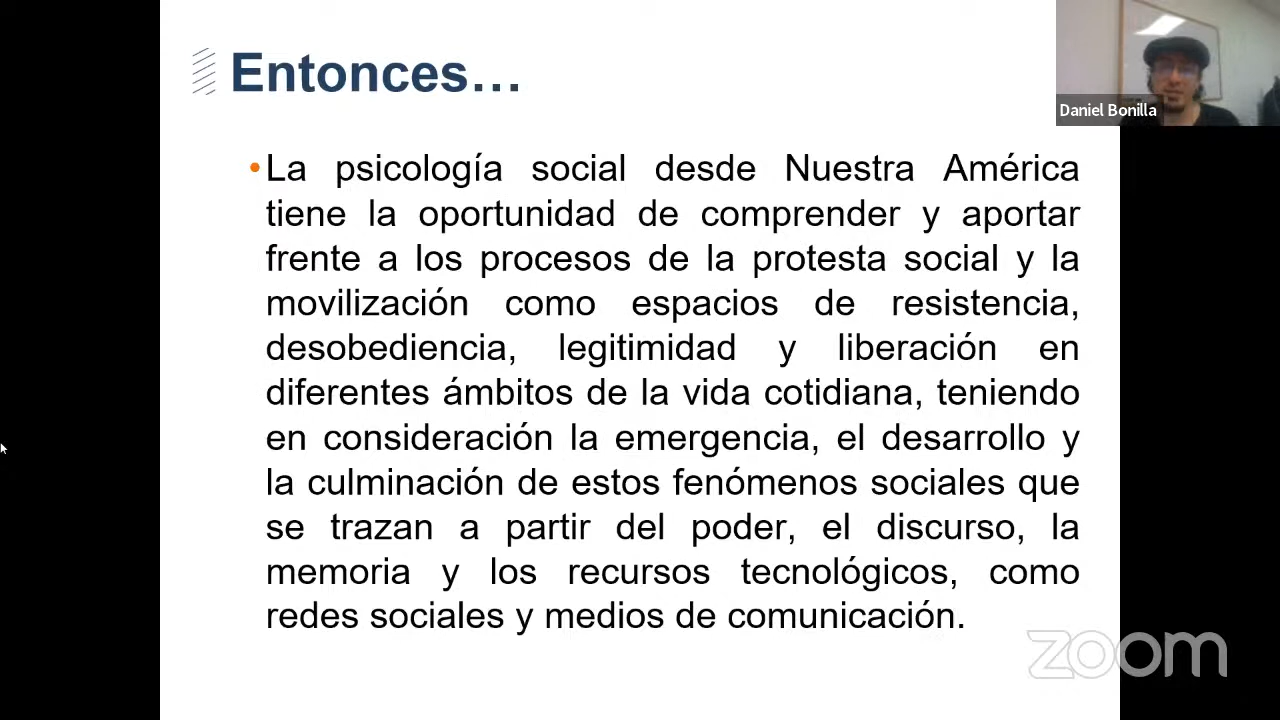 Entonces...
Daniel Bonilla
•La psicología social desde Nuestra América
tiene la oportunidad de comprender y aportar
frente a los procesos de la protesta social y la
movilización como espacios de resistencia,
desobediencia, legitimidad y liberación en
diferentes ámbitos de la vida cotidiana, teniendo
en consideración la emergencia, el desarrollo y
la culminación de estos fenómenos sociales que
se trazan a partir del poder, el discurso, la
memoria y los recursos tecnológicos, como
redes sociales y medios de comunicación.
zoom